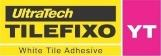 UltraTech
TILEFIXO
YT
White Tile Adhesive